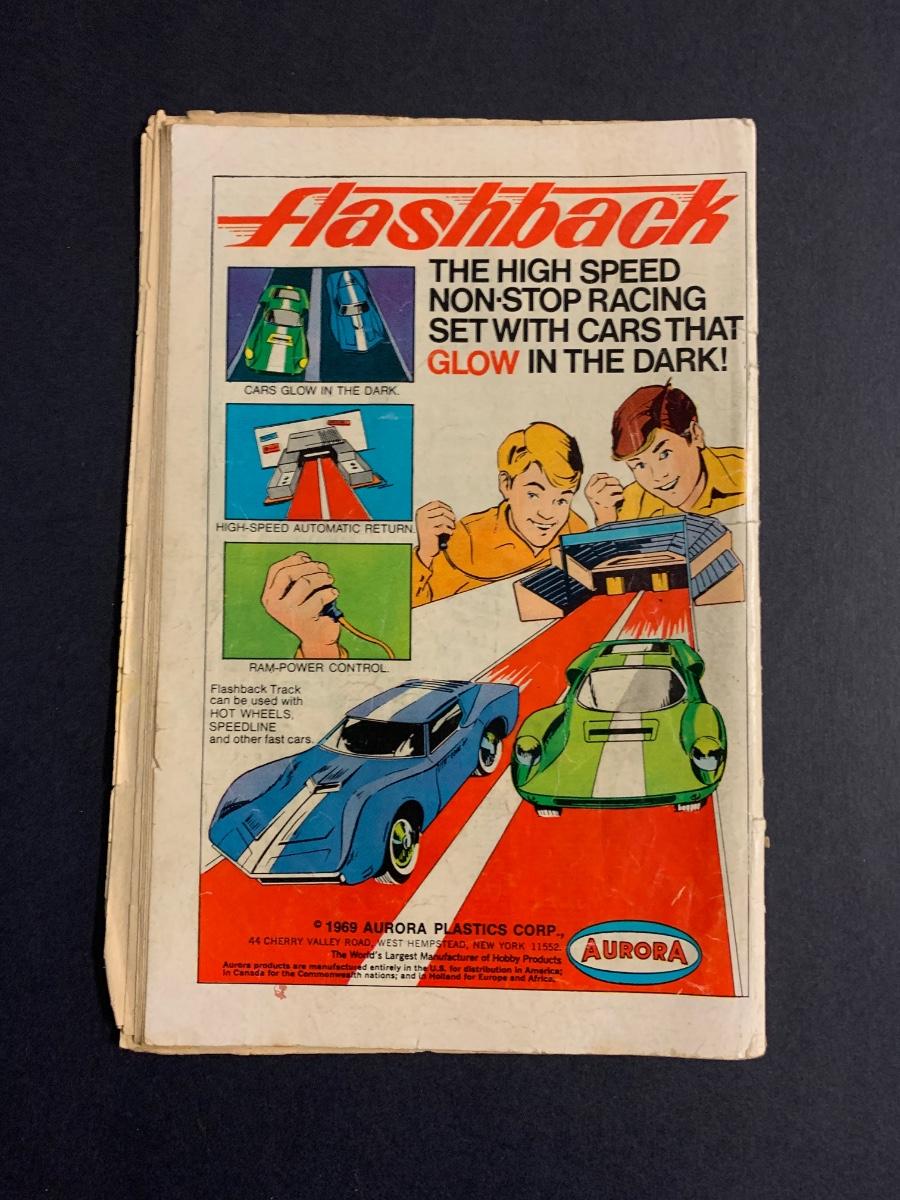 flashback
THE HIGH SPEED
NON-STOP RACING
SET WITH CARS THAT
GLOW IN THE DARK!
CARS GLOW IN THE DARK.
HIGH-SPEED AUTOMATIC RETURN.
RAM-POWER CONTROL.
Flashback Track
can be used with
HOT WHEELS,
SPEEDLINE
and other fast cars.
© 1969 AURORA PLASTICS CORP.,
44 CHERRY VALLEY ROAD, WEST HEMPSTEAD, NEW YORK 11552.
The World's Largest Manufacturer of Hobby Products
Aurora products are manufactured entirely in the U.S. for distribution in America;
in Canada for the Commonwealth nations; and in Holland for Europe and Africa.
AURORA